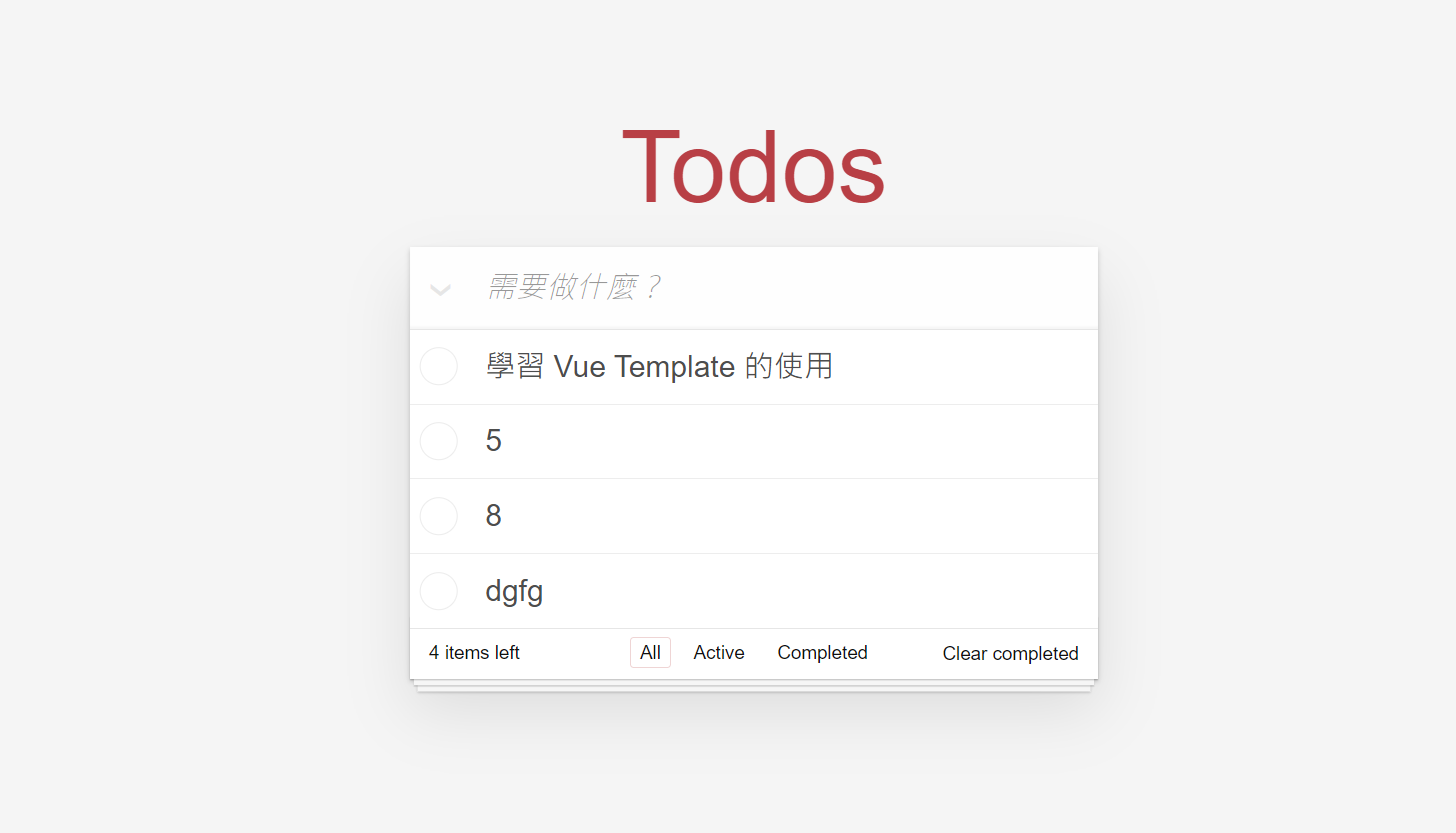 Todos
需要做什麼？
學習 Vue Template 的使用
5
8
dgfg
4 items left All Active Completed Clear completed